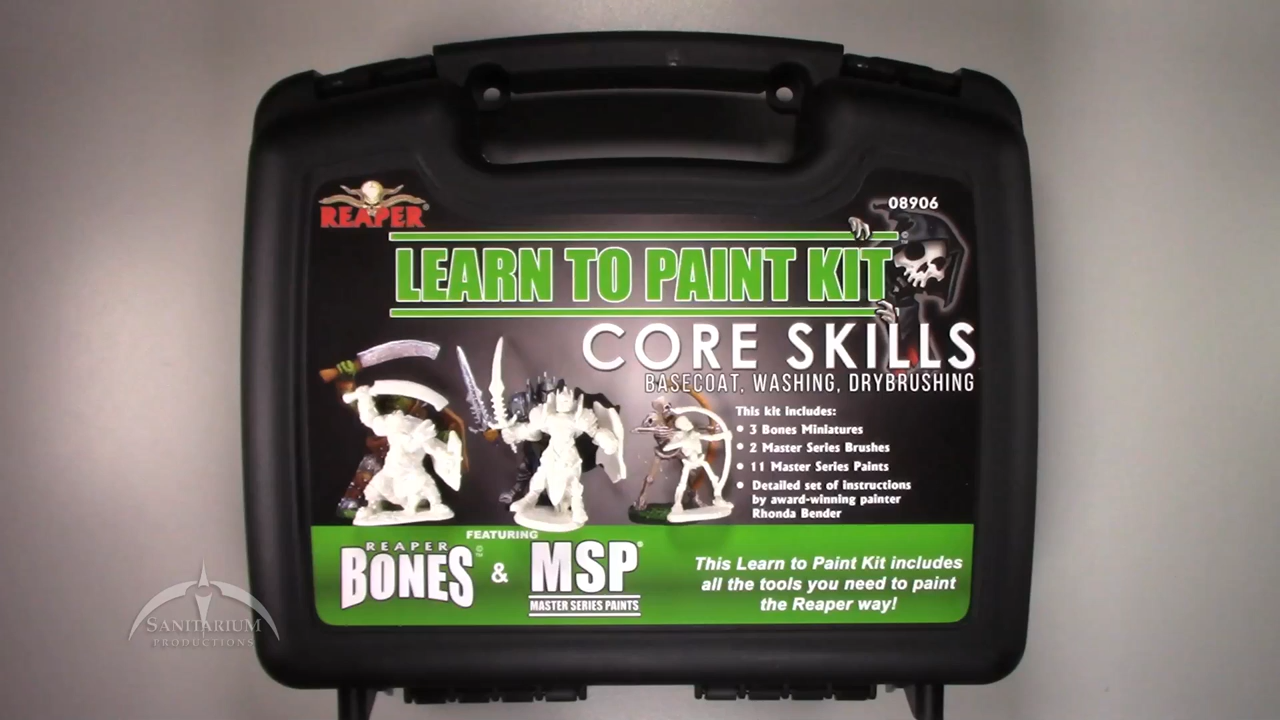 REAPER®
08906
LEARN TO PAINT KIT
CORE SKILLS
BASECOAT, WASHING, DRYBRUSHING
This kit includes:
• 3 Bones Miniatures
• 2 Master Series Brushes
• 11 Master Series Paints
• Detailed set of instructions
by award-winning painter
Rhonda Bender
FEATURING
REAPER
BONES ©™
& MSP®
MASTER SERIES PAINTS
This Learn to Paint Kit includes
all the tools you need to paint
the Reaper way!
SANITARIUM
PRODUCTIONS